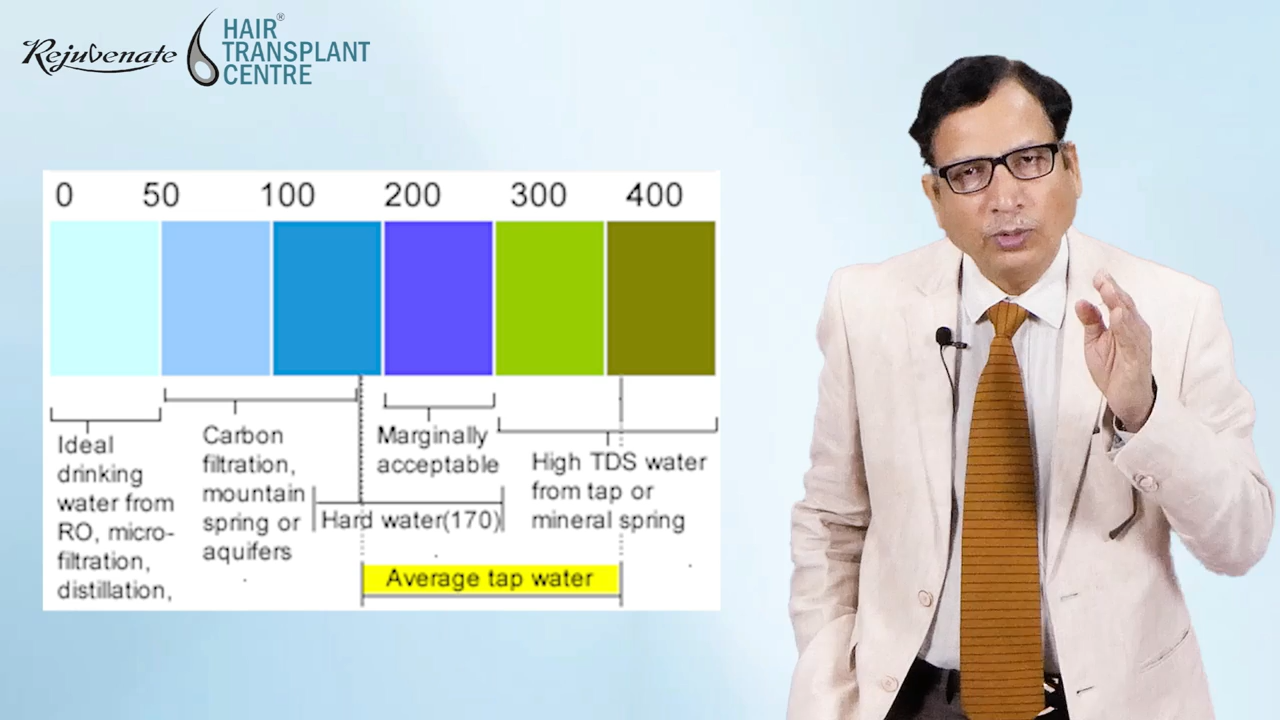 Rejuvenate
HAIR®
TRANSPLANT
CENTRE
0 50 100 200 300 400
Ideal
drinking
water from
RO, micro-
filtration,
distillation,
Carbon
filtration,
mountain
spring or
aquifers
Marginally
acceptable
Hard water(170)
High TDS water
from tap or
mineral spring
Average tap water